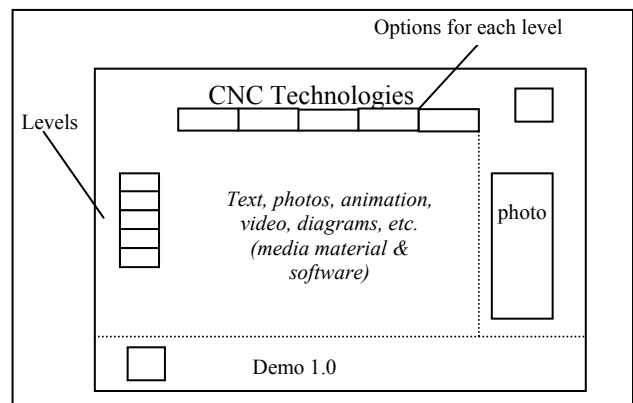 Options for each level
CNC Technologies
Levels
Text, photos, animation,
video, diagrams, etc.
(media material &
software)
photo
Demo 1.0